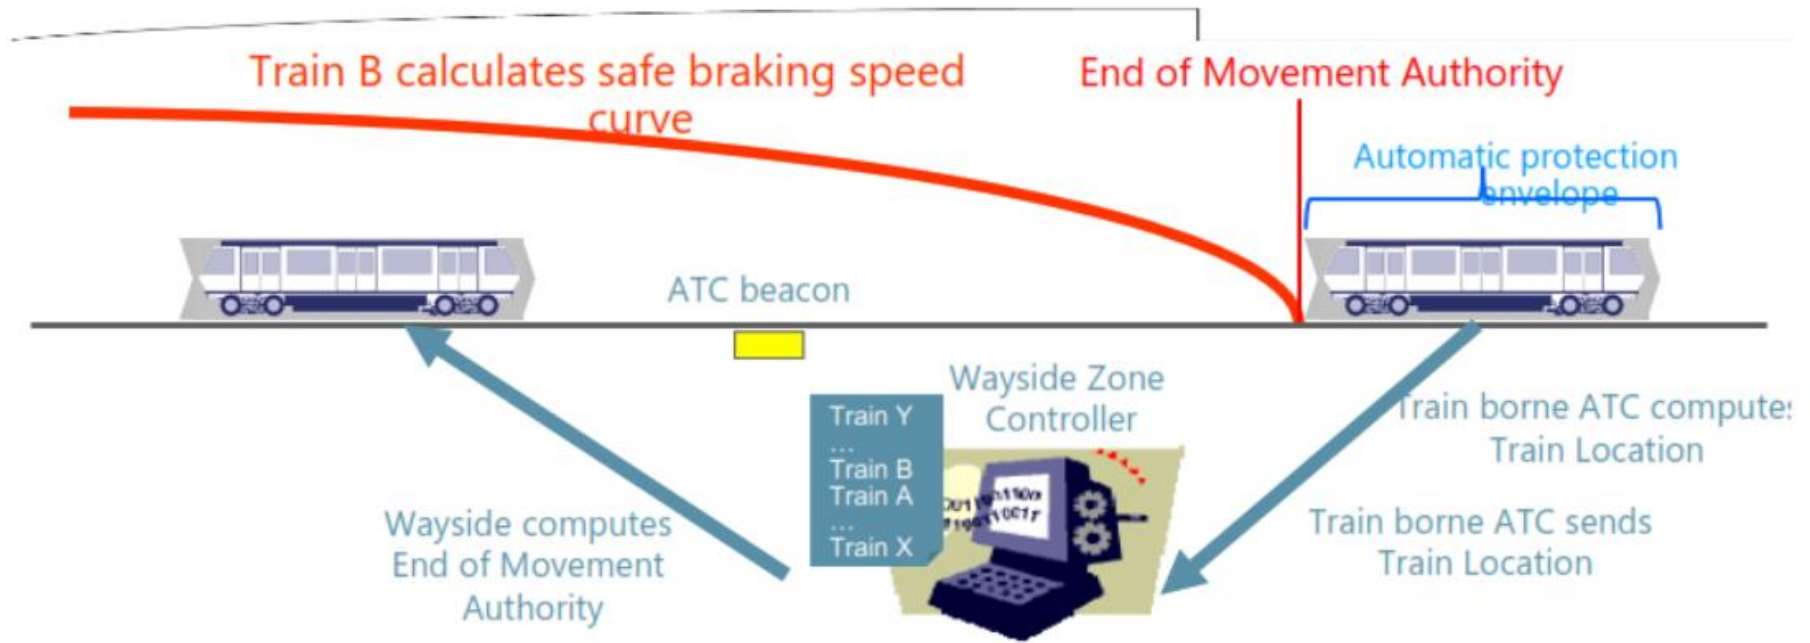 Train B calculates safe braking speed
curve
End of Movement Authority
Automatic protection
envelope
ATC beacon
Wayside Zone
Controller
Train Y
...
Train B
Train A
...
Train X
Train borne ATC computes
Train Location
Wayside computes
End of Movement
Authority
Train borne ATC sends
Train Location